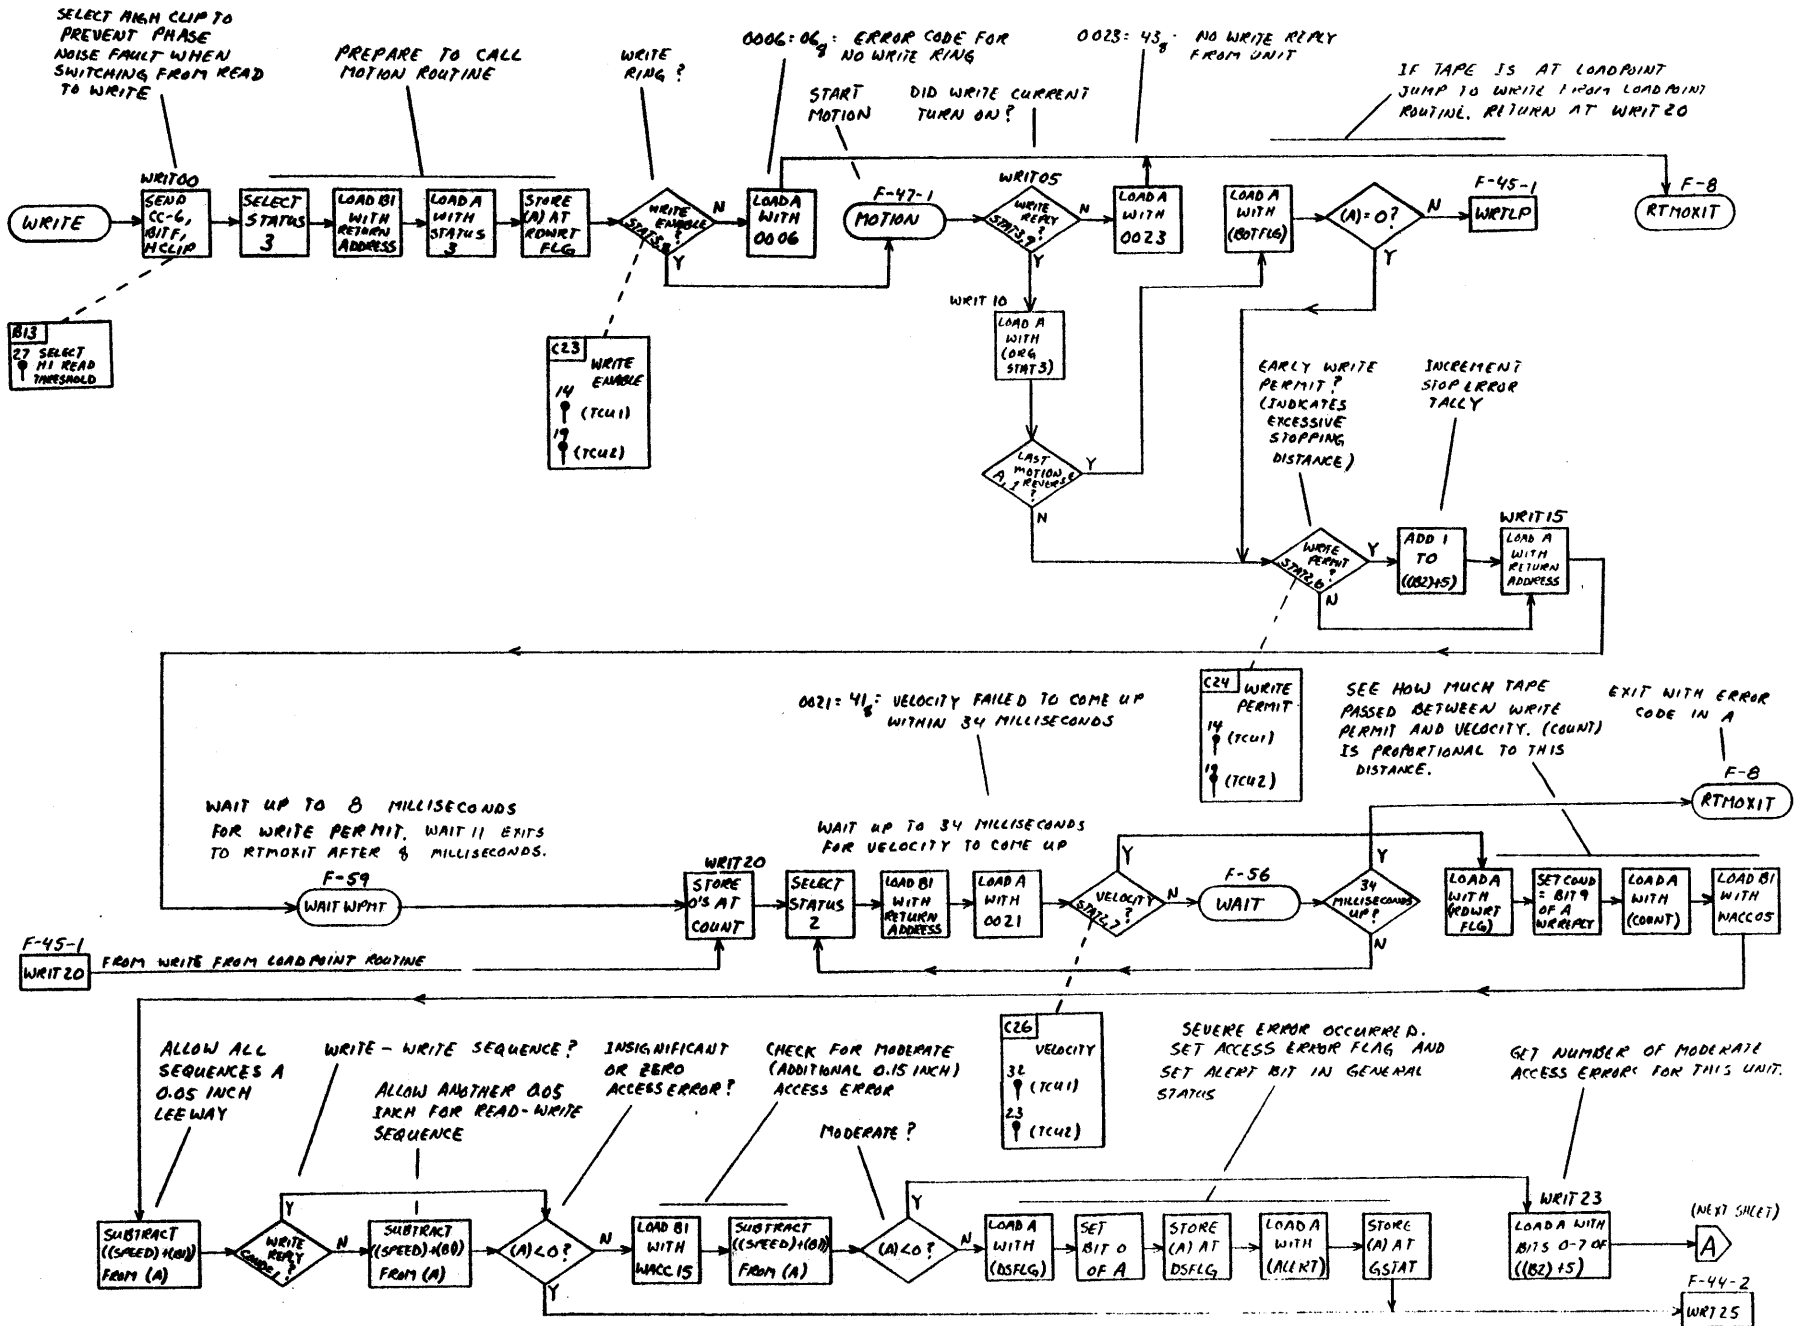 SELECT HIGH CLIP TO
PREVENT PHASE
NOISE FAULT WHEN
SWITCHING FROM READ
TO WRITE
PREPARE TO CALL
MOTION ROUTINE
WRITE
RING?
0006=06₈= ERROR CODE FOR
NO WRITE RING
START
MOTION
DID WRITE CURRENT
TURN ON?
0023=43₈- NO WRITE REPLY
FROM UNIT
IF TAPE IS AT LOADPOINT
JUMP TO WRITE FROM LOADPOINT
ROUTINE. RETURN AT WRIT20
WRITE
WRIT00
SEND
CC-6,
BITF,
HCLIP
SELECT
STATUS
3
LOAD B1
WITH
RETURN
ADDRESS
LOAD A
WITH
STATUS
3
STORE
(A) AT
RDWRT
FLG
WRITE
ENABLE
?
STAT3,8
N
Y
LOAD A
WITH
0006
F-47-1
MOTION
WRIT05
WRITE
REPLY
?
STAT3,9
N
Y
LOAD A
WITH
0023
LOAD A
WITH
(BOTFLG)
(A)=0?
N
Y
F-45-1
WRTLP
F-8
RTMOXIT
B13
27 SELECT
HI READ
THRESHOLD
C23
WRITE
ENABLE
14
(TCU1)
19
(TCU2)
WRIT10
LOAD A
WITH
(ORG
STAT3)
LAST
MOTION
REVERSE
?
Y
N
EARLY WRITE
PERMIT?
(INDICATES
EXCESSIVE
STOPPING
DISTANCE)
INCREMENT
STOP ERROR
TALLY
WRITE
PERMIT
?
STAT2,6
Y
N
ADD 1
TO
((B2)+5)
WRIT15
LOAD A
WITH
RETURN
ADDRESS
C24
WRITE
PERMIT
14
(TCU1)
19
(TCU2)
0021=41₈: VELOCITY FAILED TO COME UP
WITHIN 34 MILLISECONDS
SEE HOW MUCH TAPE
PASSED BETWEEN WRITE
PERMIT AND VELOCITY. (COUNT)
IS PROPORTIONAL TO THIS
DISTANCE.
EXIT WITH ERROR
CODE IN A
F-8
RTMOXIT
WAIT UP TO 8 MILLISECONDS
FOR WRITE PERMIT. WAIT 11 EXITS
TO RTMOXIT AFTER 8 MILLISECONDS.
WAIT UP TO 34 MILLISECONDS
FOR VELOCITY TO COME UP
F-59
WAIT WPMT
WRIT20
STORE
0'S AT
COUNT
SELECT
STATUS
2
LOAD B1
WITH
RETURN
ADDRESS
LOAD A
WITH
0021
VELOCITY
?
STAT2,7
Y
N
F-56
WAIT
34
MILLISECONDS
UP?
Y
N
LOAD A
WITH
(RDWRT
FLG)
SET COND
= BIT 9
OF A
WRREPLY
LOAD A
WITH
(COUNT)
LOAD B1
WITH
WACC05
F-45-1
WRIT20
FROM WRITE FROM LOADPOINT ROUTINE
C26
VELOCITY
32
(TCU1)
23
(TCU2)
ALLOW ALL
SEQUENCES A
0.05 INCH
LEEWAY
WRITE-WRITE SEQUENCE?
ALLOW ANOTHER 0.05
INCH FOR READ-WRITE
SEQUENCE
INSIGNIFICANT
OR ZERO
ACCESS ERROR?
CHECK FOR MODERATE
(ADDITIONAL 0.15 INCH)
ACCESS ERROR
MODERATE?
SEVERE ERROR OCCURRED.
SET ACCESS ERROR FLAG AND
SET ALERT BIT IN GENERAL
STATUS
GET NUMBER OF MODERATE
ACCESS ERRORS FOR THIS UNIT.
SUBTRACT
((SPEED)+(B1))
FROM (A)
WRITE
REPLY
COND=1
?
Y
N
SUBTRACT
((SPEED)+(B1))
FROM (A)
(A)<0?
N
Y
LOAD B1
WITH
WACC15
SUBTRACT
((SPEED)+(B1))
FROM (A)
(A)<0?
Y
N
LOAD A
WITH
(DSFLG)
SET
BIT 0
OF A
STORE
(A) AT
DSFLG
LOAD A
WITH
(ALERT)
STORE
(A) AT
GSTAT
WRIT23
LOAD A WITH
BITS 0-7 OF
((B2)+5)
(NEXT SHEET)
A
F-44-2
WRT25